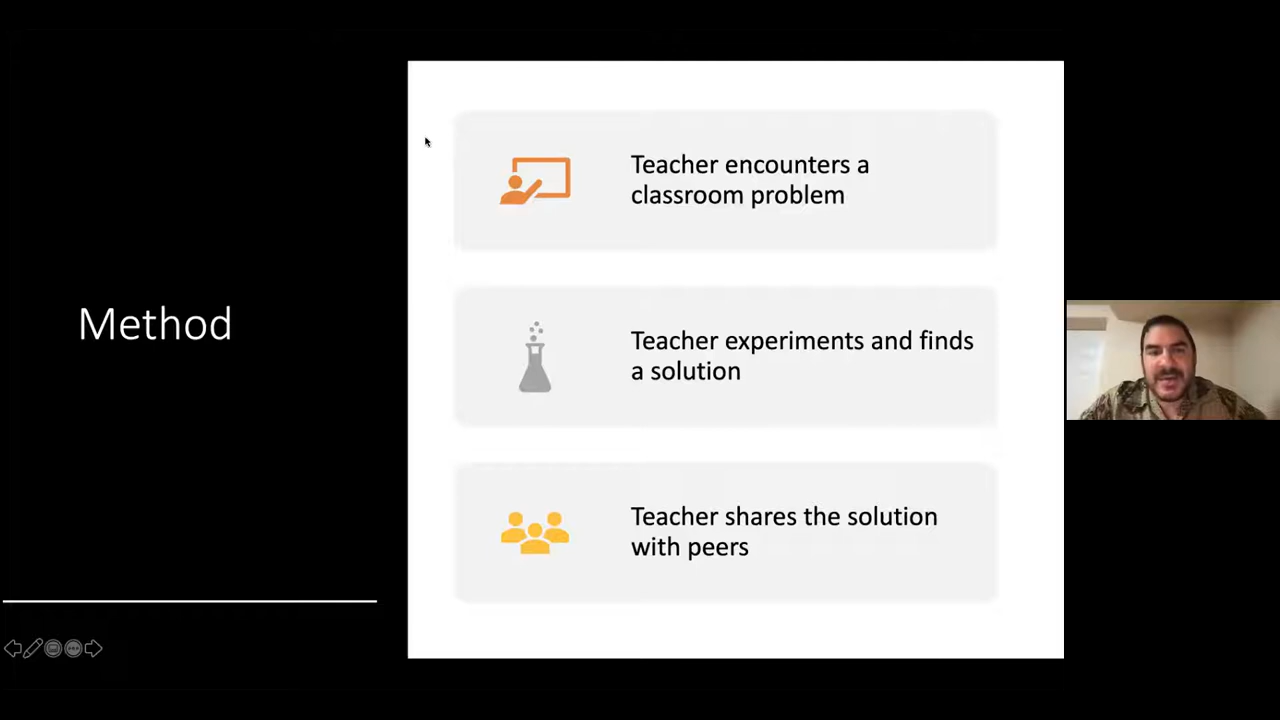 Method
Teacher encounters a
classroom problem
Teacher experiments and finds
a solution
Teacher shares the solution
with peers